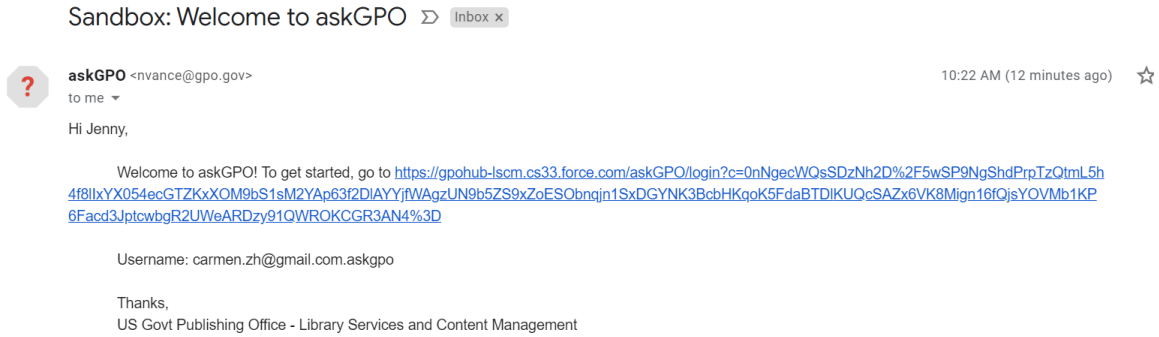 Sandbox: Welcome to askGPO Inbox x
?
askGPO <nvance@gpo.gov> 10:22 AM (12 minutes ago)
to me
Hi Jenny,
Welcome to askGPO! To get started, go to https://gpohub-lscm.cs33.force.com/askGPO/login?c=0nNgecWQsSDzNh2D%2F5wSP9NgShdPrpTzQtmL5h
4f8lIxYX054ecGTZKxXOM9bS1sM2YAp63f2DlAYYjfWAgzUN9b5ZS9xZoESObnqjn1SxDGYNK3BcbHKqoK5FdaBTDlKUQcSAZx6VK8Mign16fQjsYOVMb1KP
6Facd3JptcwbgR2UWeARDzy91QWROKCGR3AN4%3D
Username: carmen.zh@gmail.com.askgpo
Thanks,
US Govt Publishing Office - Library Services and Content Management